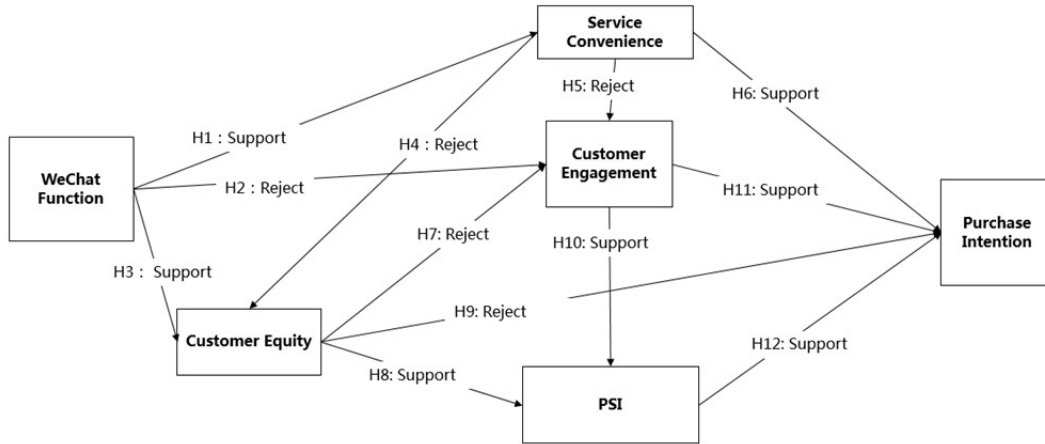 Service
Convenience
H5: Reject
H6: Support
H1：Support
H4：Reject
WeChat
Function
Customer
Engagement
H2：Reject
H11: Support
Purchase
Intention
H7: Reject
H10: Support
H3： Support
Customer Equity
H9: Reject
H12: Support
H8: Support
PSI